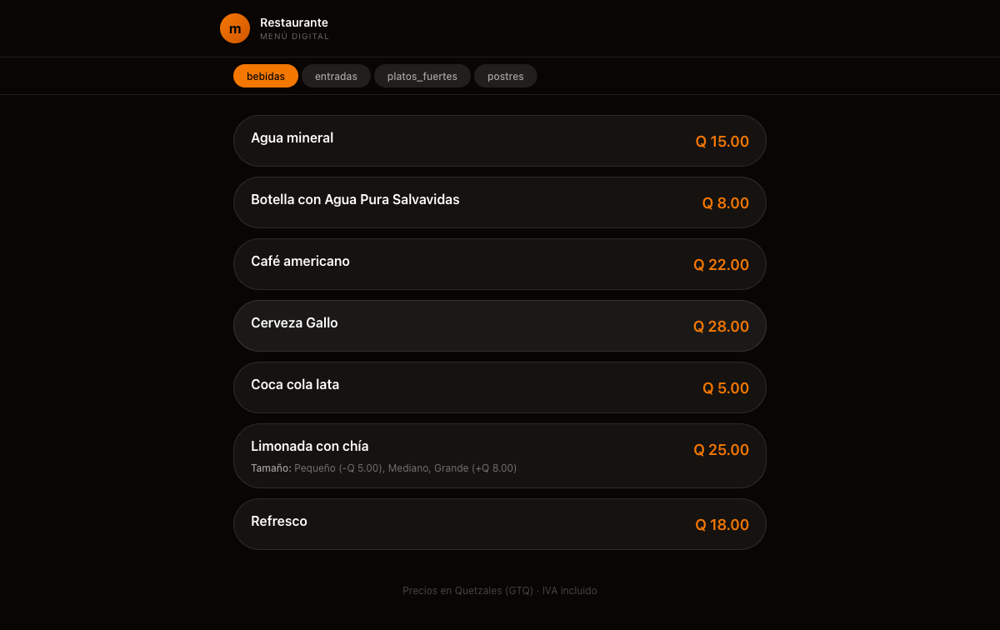 m
Restaurante
MENÚ DIGITAL
bebidas entradas platos_fuertes postres
Agua mineral Q 15.00
Botella con Agua Pura Salvavidas Q 8.00
Café americano Q 22.00
Cerveza Gallo Q 28.00
Coca cola lata Q 5.00
Limonada con chía Q 25.00
Tamaño: Pequeño (-Q 5.00), Mediano, Grande (+Q 8.00)
Refresco Q 18.00
Precios en Quetzales (GTQ) · IVA incluido